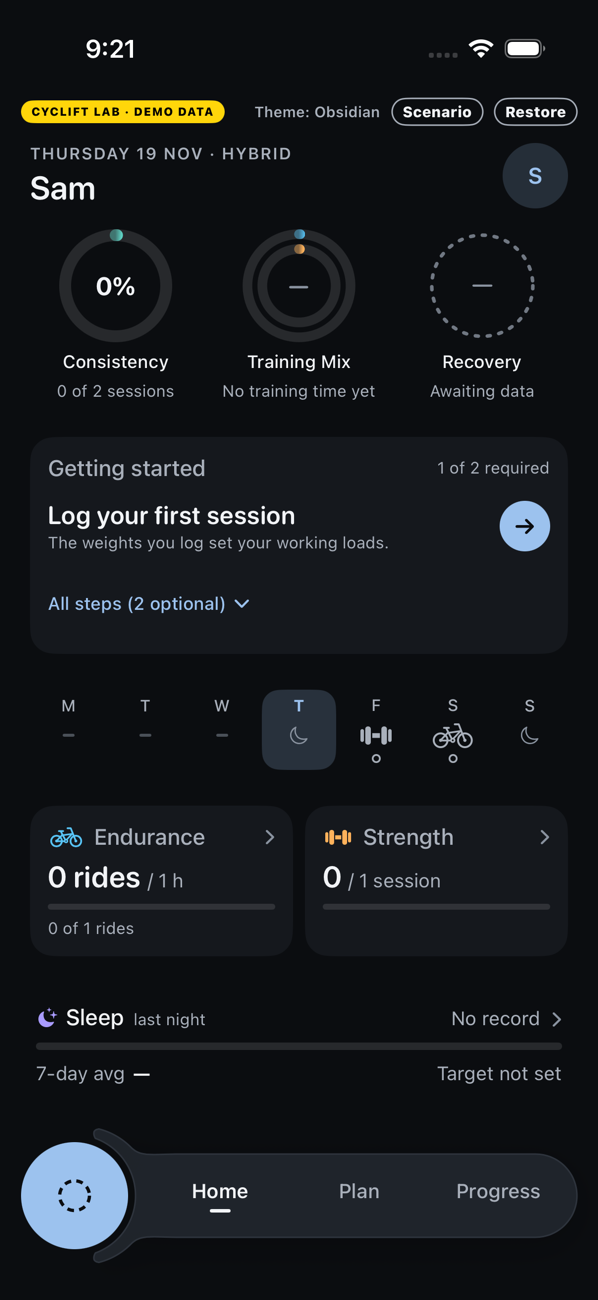 9:21
CYCLIFT LAB · DEMO DATA Theme: Obsidian Scenario Restore
THURSDAY 19 NOV · HYBRID
Sam
S
0% — —
Consistency Training Mix Recovery
0 of 2 sessions No training time yet Awaiting data
Getting started 1 of 2 required
Log your first session
The weights you log set your working loads.
All steps (2 optional)
M T W T F S S
Endurance
0 rides / 1 h
0 of 1 rides
Strength
0 / 1 session
Sleep last night No record
7-day avg — Target not set
Home Plan Progress